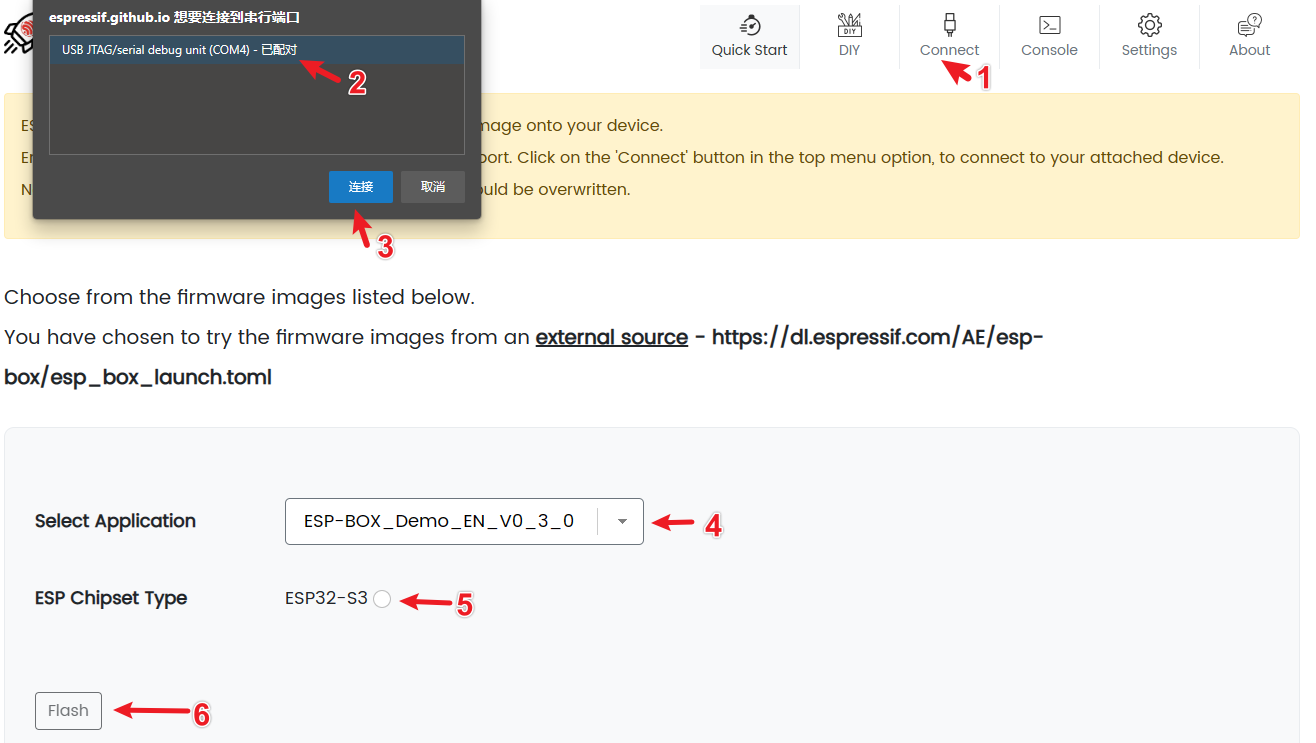 espressif.github.io 想要连接到串行端口
USB JTAG/serial debug unit (COM4) - 已配对
2
连接
取消
3
Quick Start
DIY
DIY
Connect
Console
Settings
About
1
mage onto your device.
port. Click on the 'Connect' button in the top menu option, to connect to your attached device.
uld be overwritten.
Choose from the firmware images listed below.
You have chosen to try the firmware images from an external source - https://dl.espressif.com/AE/esp-
box/esp_box_launch.toml
Select Application
ESP-BOX_Demo_EN_V0_3_0
4
ESP Chipset Type
ESP32-S3
5
Flash
6